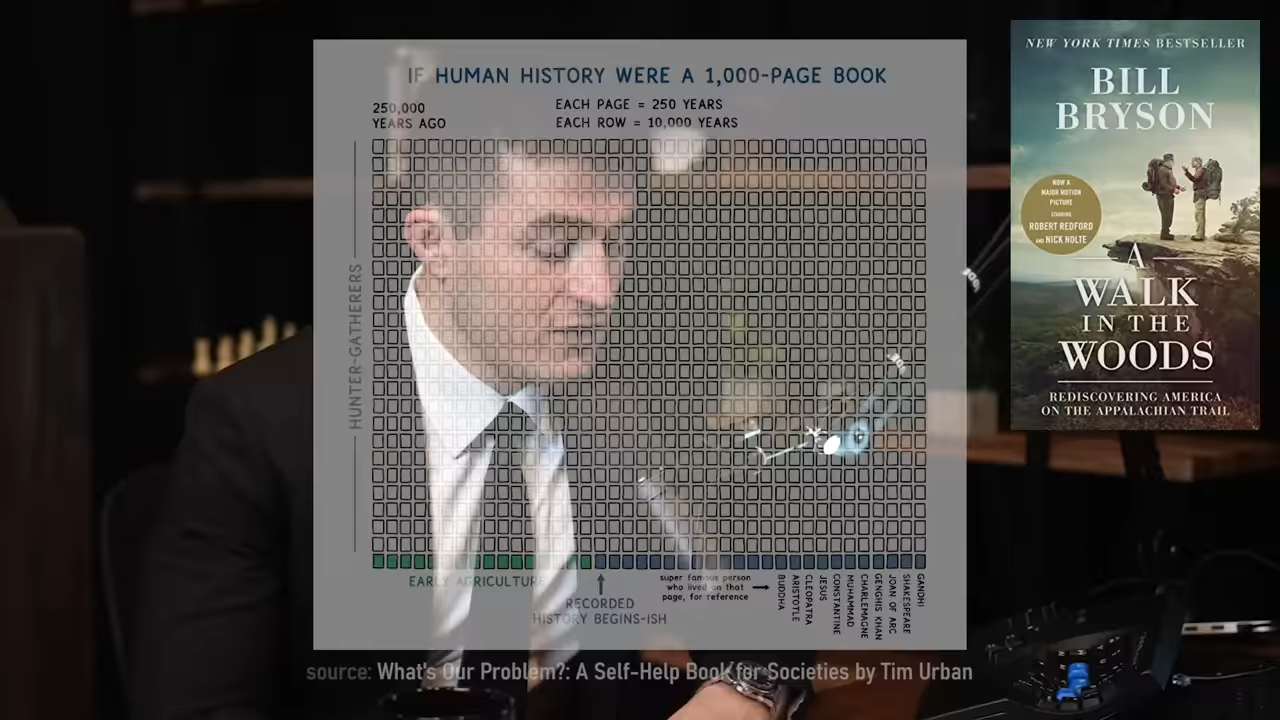 IF HUMAN HISTORY WERE A 1,000-PAGE BOOK
250,000
YEARS AGO
EACH PAGE = 250 YEARS
EACH ROW = 10,000 YEARS
HUNTER-GATHERERS
EARLY AGRICULTURE
RECORDED
HISTORY BEGINS-ISH
super famous person
who lived on that
page, for reference
BUDDHA
ARISTOTLE
CLEOPATRA
JESUS
CONSTANTINE
MUHAMMAD
CHARLEMAGNE
GENGHIS KHAN
JOAN OF ARC
SHAKESPEARE
GANDHI
source: What's Our Problem?: A Self-Help Book for Societies by Tim Urban
NEW YORK TIMES BESTSELLER
BILL
BRYSON
NOW A
MAJOR MOTION
PICTURE
STARRING
ROBERT REDFORD
AND NICK NOLTE
A
WALK
IN THE
WOODS
REDISCOVERING AMERICA
ON THE APPALACHIAN TRAIL